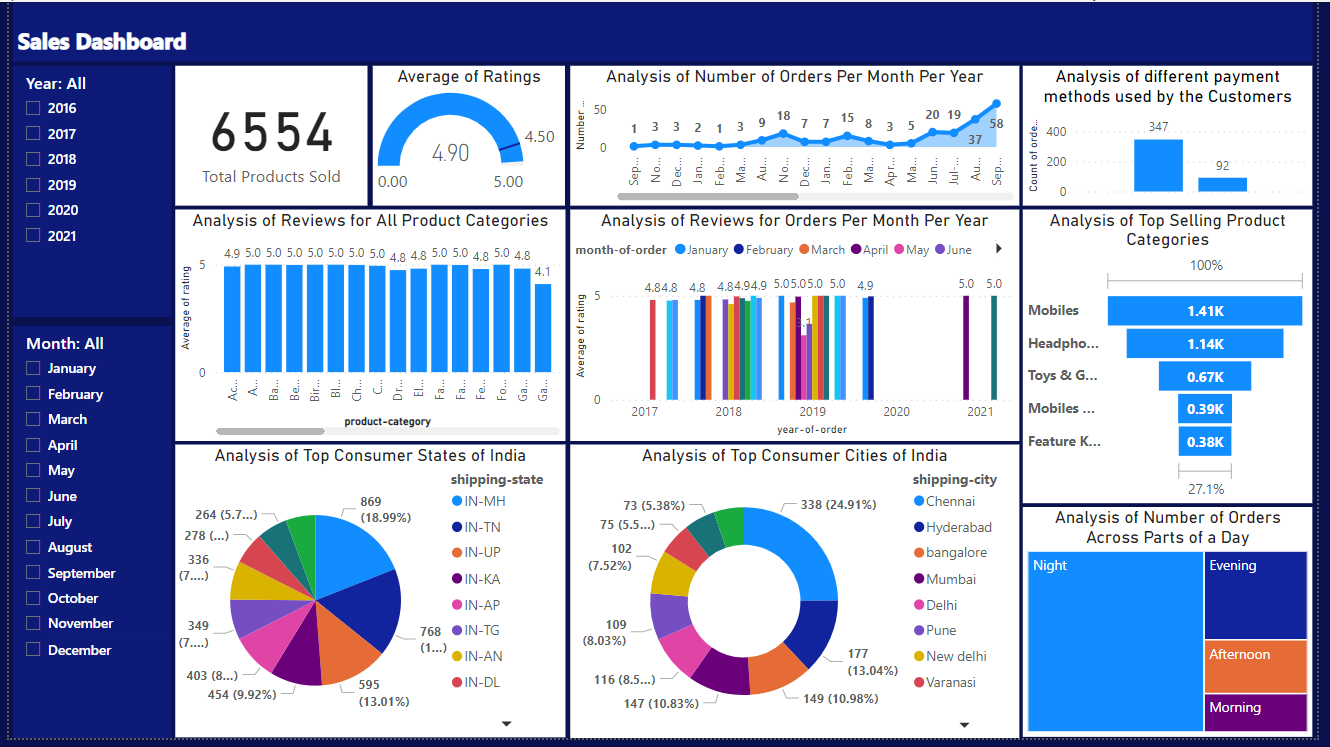 Sales Dashboard
Year: All
2016
2017
2018
2019
2020
2021
Month: All
January
February
March
April
May
June
July
August
September
October
November
December
6554
Total Products Sold
Average of Ratings
4.50
4.90
0.00
5.00
Analysis of Number of Orders Per Month Per Year
Number ...
50
0
1 3 3 2 1 3 9 18 7 7 15 8 3 5 20 19 37 58
Sep... No... Dec... Jan... Feb... Ma... Au... No... Dec... Jan... Feb... Ma... Apr... Ma... Jun... Jul-... Au... Sep...
Analysis of different payment
methods used by the Customers
Count of orde...
400
200
0
347
92
Analysis of Reviews for All Product Categories
Average of rating
5
0
4.9 5.0 5.0 5.0 5.0 5.0 5.0 5.0 4.8 4.8 5.0 5.0 4.8 5.0 4.8 4.1
Ac... A... Ba... Be... Bir... Bl... Ch... C... Dr... El... Fa... Fa... Fe... Fo... Ga... Ga...
product-category
Analysis of Reviews for Orders Per Month Per Year
month-of-order January February March April May June
Average of rating
5
0
4.8 4.8 4.8 4.8 4.9 4.9 5.0 5.0 5.0 5.0 4.9 5.0 5.0
2017 2018 2019 2020 2021
year-of-order
Analysis of Top Selling Product
Categories
100%
Mobiles 1.41K
Headpho... 1.14K
Toys & G... 0.67K
Mobiles ... 0.39K
Feature K... 0.38K
27.1%
Analysis of Top Consumer States of India
869
(18.99%)
768
(1...)
595
(13.01%)
454 (9.92%)
403 (8...)
349
(7....)
336
(7....)
278 (...)
264 (5.7...)
shipping-state
IN-MH
IN-TN
IN-UP
IN-KA
IN-AP
IN-TG
IN-AN
IN-DL
Analysis of Top Consumer Cities of India
338 (24.91%)
177
(13.04%)
149 (10.98%)
147 (10.83%)
116 (8.5...)
109
(8.03%)
102
(7.52%)
75 (5.5...)
73 (5.38%)
shipping-city
Chennai
Hyderabad
bangalore
Mumbai
Delhi
Pune
New delhi
Varanasi
Analysis of Number of Orders
Across Parts of a Day
Night
Evening
Afternoon
Morning